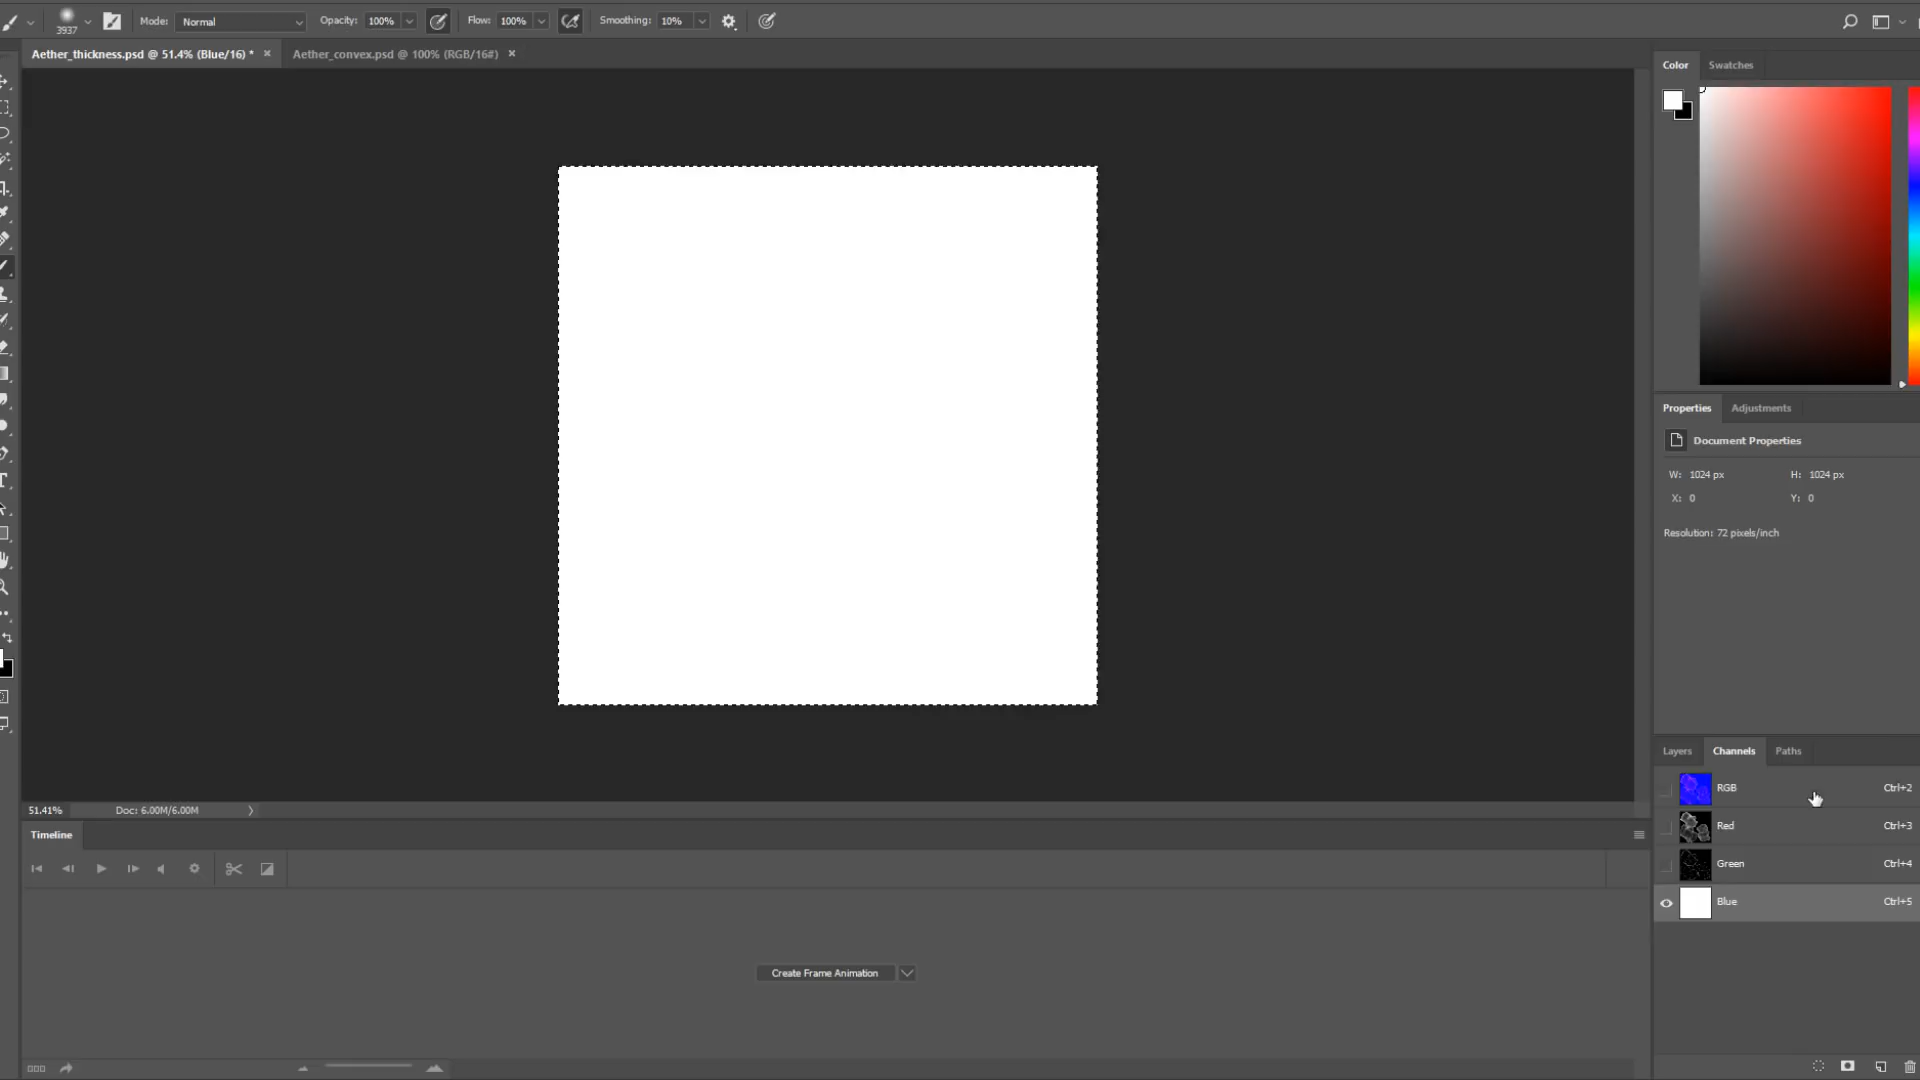 3937 Mode: Normal Opacity: 100% Flow: 100% Smoothing: 10%
Aether_thickness.psd @ 51.4% (Blue/16) * × Aether_convex.psd @ 100% (RGB/16#) ×
Color Swatches
Properties Adjustments
Document Properties
W: 1024 px H: 1024 px
X: 0 Y: 0
Resolution: 72 pixels/inch
Layers Channels Paths
RGB Ctrl+2
Red Ctrl+3
Green Ctrl+4
Blue Ctrl+5
51.41% Doc: 6.00M/6.00M
Timeline
Create Frame Animation